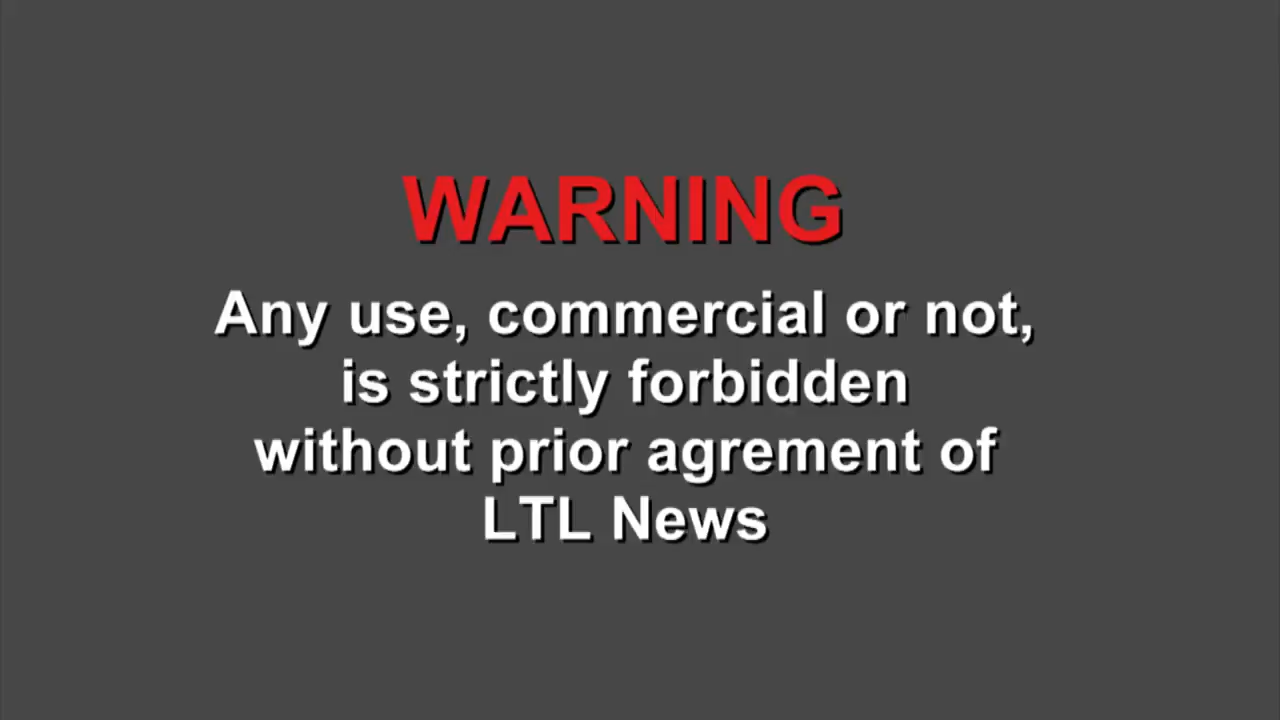 WARNING
Any use, commercial or not,
is strictly forbidden
without prior agrement of
LTL News